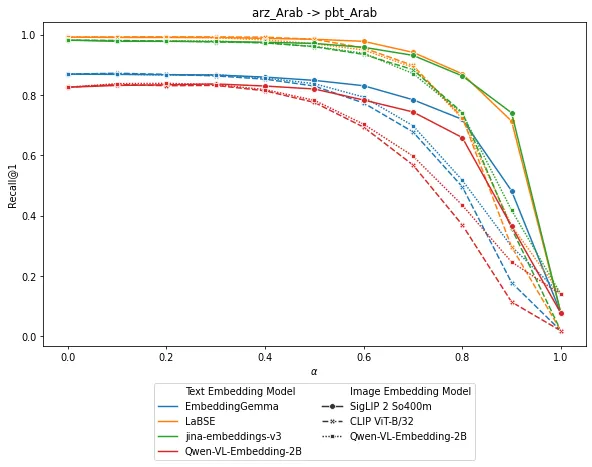 arz_Arab -> pbt_Arab
Recall@1
1.0
0.8
0.6
0.4
0.2
0.0
0.0 0.2 0.4 0.6 0.8 1.0
α
Text Embedding Model Image Embedding Model
EmbeddingGemma SigLIP 2 So400m
LaBSE CLIP ViT-B/32
jina-embeddings-v3 Qwen-VL-Embedding-2B
Qwen-VL-Embedding-2B